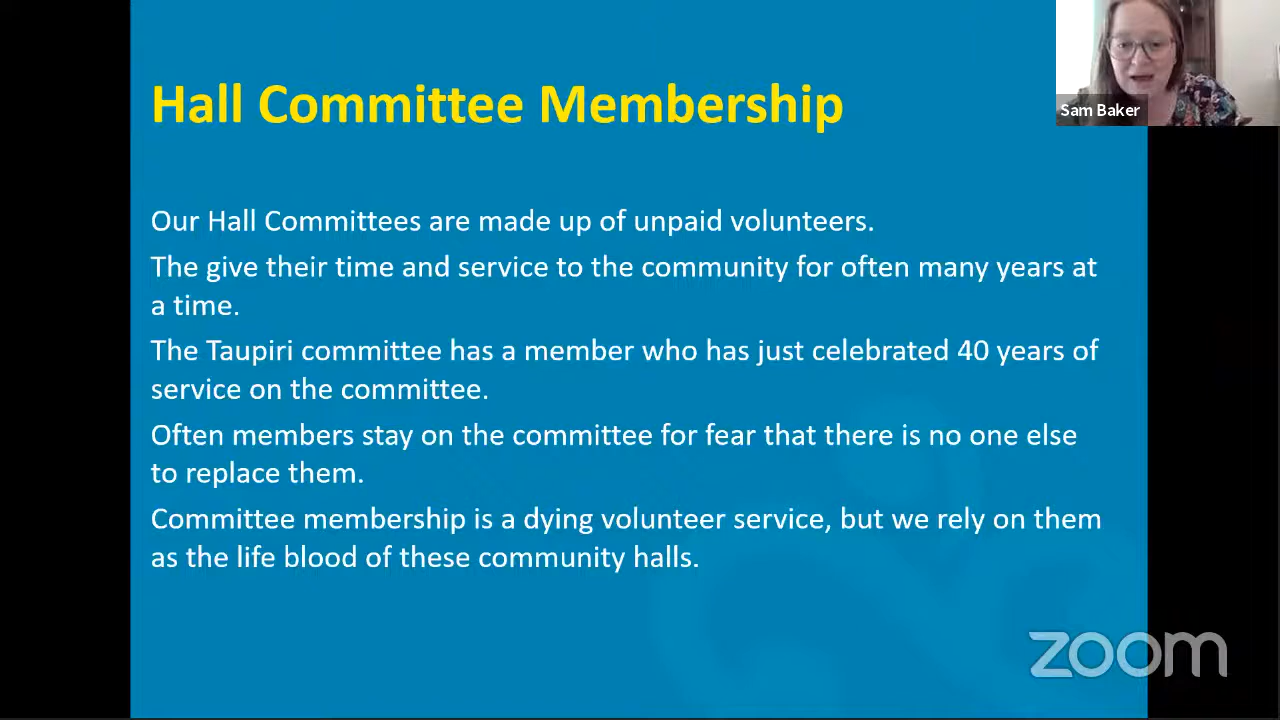 Hall Committee Membership
Sam Baker
Our Hall Committees are made up of unpaid volunteers.
The give their time and service to the community for often many years at
a time.
The Taupiri committee has a member who has just celebrated 40 years of
service on the committee.
Often members stay on the committee for fear that there is no one else
to replace them.
Committee membership is a dying volunteer service, but we rely on them
as the life blood of these community halls.
zoom